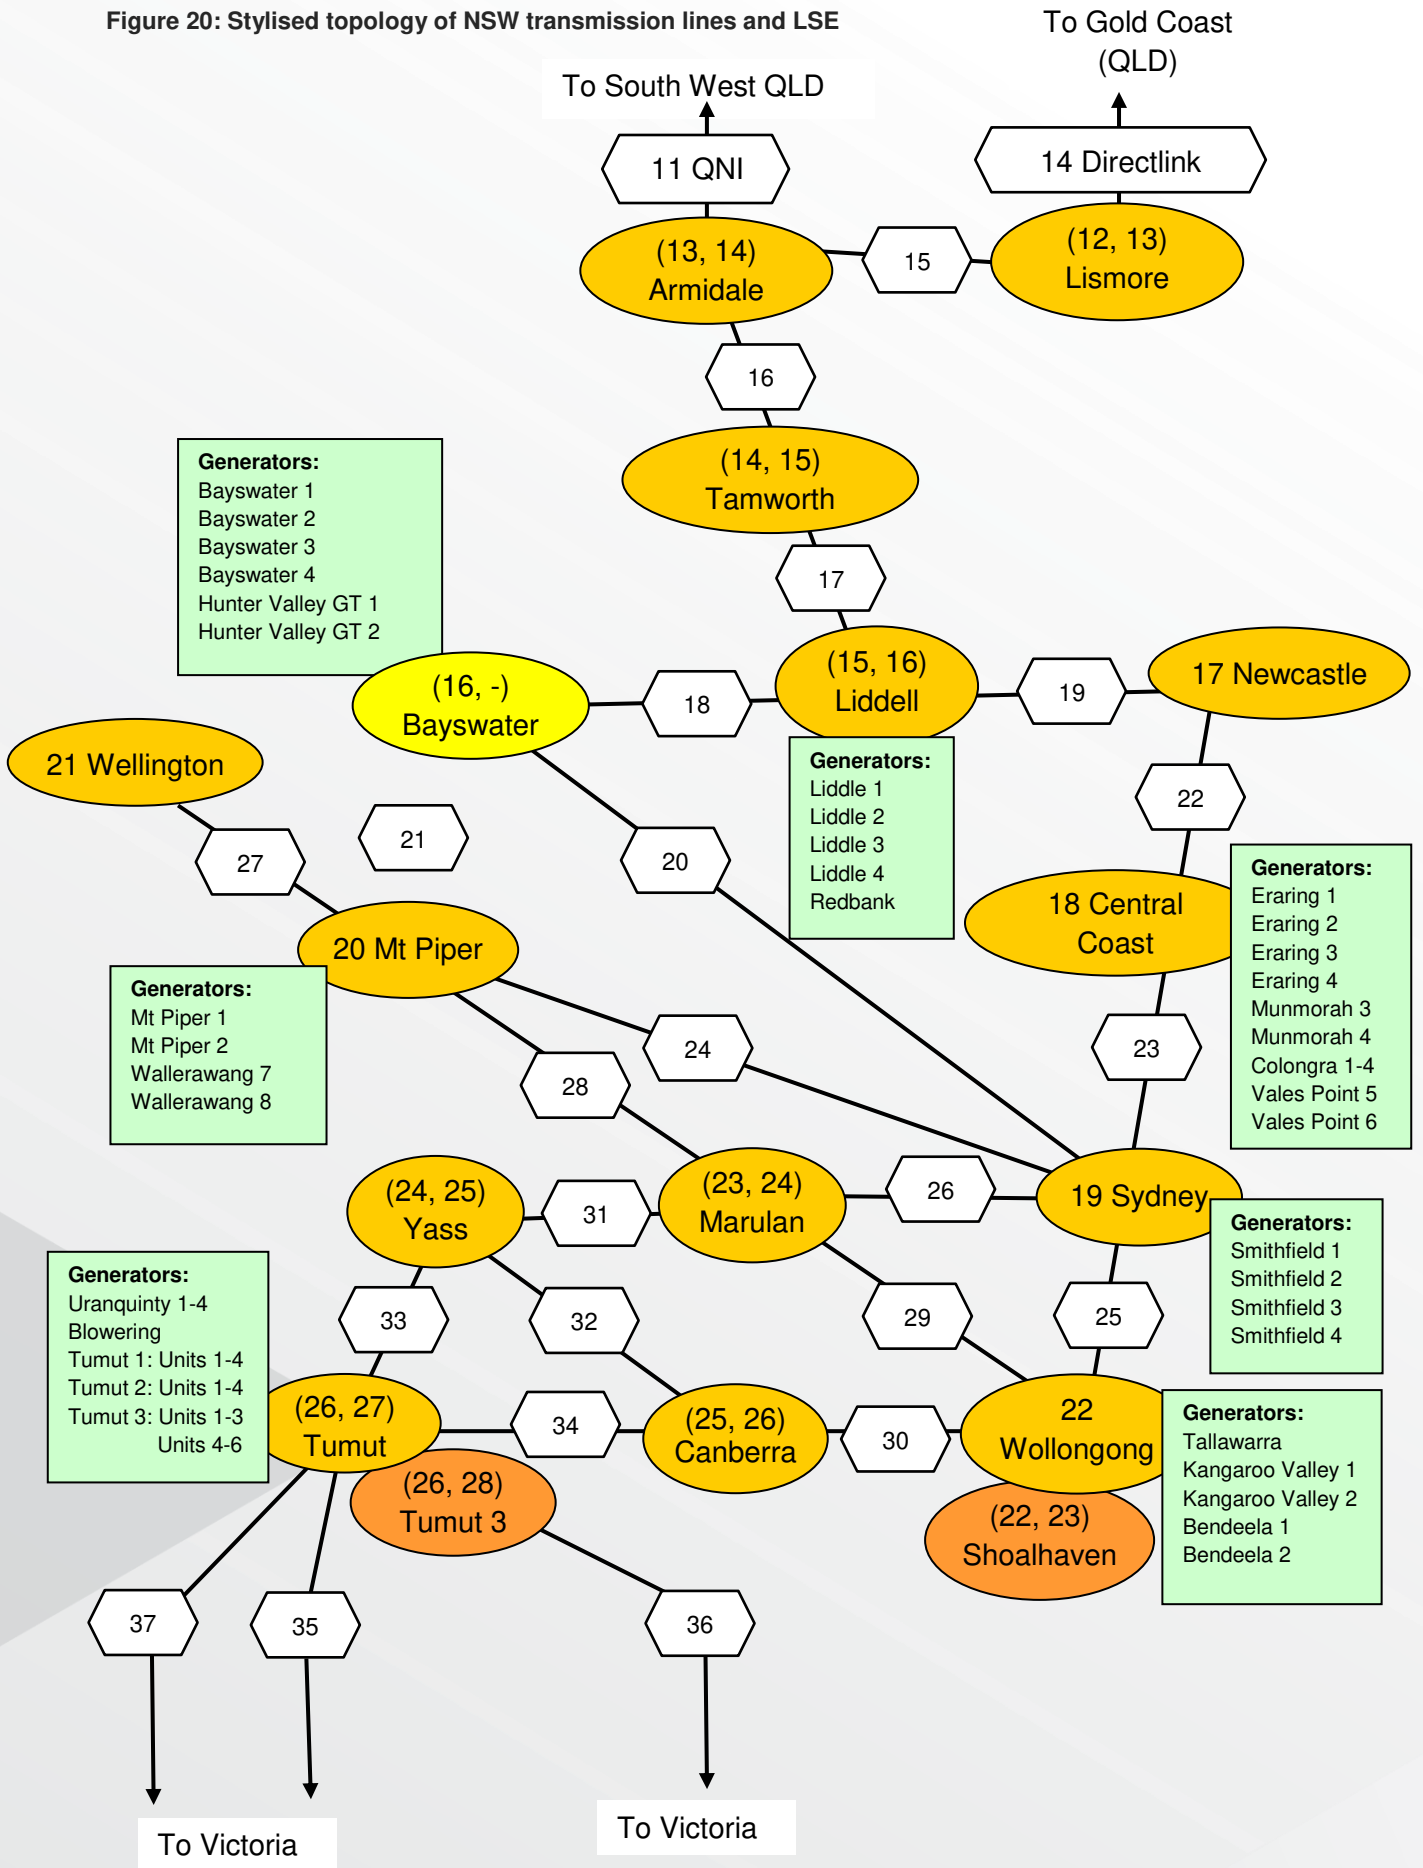 Figure 20: Stylised topology of NSW transmission lines and LSE
To Gold Coast
(QLD)
To South West QLD
11 QNI
14 Directlink
(13, 14)
Armidale
15
(12, 13)
Lismore
16
(14, 15)
Tamworth
Generators:
Bayswater 1
Bayswater 2
Bayswater 3
Bayswater 4
Hunter Valley GT 1
Hunter Valley GT 2
17
(16, -)
Bayswater
18
(15, 16)
Liddell
19
17 Newcastle
21 Wellington
Generators:
Liddle 1
Liddle 2
Liddle 3
Liddle 4
Redbank
22
27
21
20
18 Central
Coast
Generators:
Eraring 1
Eraring 2
Eraring 3
Eraring 4
Munmorah 3
Munmorah 4
Colongra 1-4
Vales Point 5
Vales Point 6
20 Mt Piper
Generators:
Mt Piper 1
Mt Piper 2
Wallerawang 7
Wallerawang 8
24
23
28
(24, 25)
Yass
31
(23, 24)
Marulan
26
19 Sydney
Generators:
Smithfield 1
Smithfield 2
Smithfield 3
Smithfield 4
Generators:
Uranquinty 1-4
Blowering
Tumut 1: Units 1-4
Tumut 2: Units 1-4
Tumut 3: Units 1-3
Units 4-6
33
32
29
25
(26, 27)
Tumut
34
(25, 26)
Canberra
30
22
Wollongong
Generators:
Tallawarra
Kangaroo Valley 1
Kangaroo Valley 2
Bendeela 1
Bendeela 2
(26, 28)
Tumut 3
(22, 23)
Shoalhaven
37
35
36
To Victoria
To Victoria